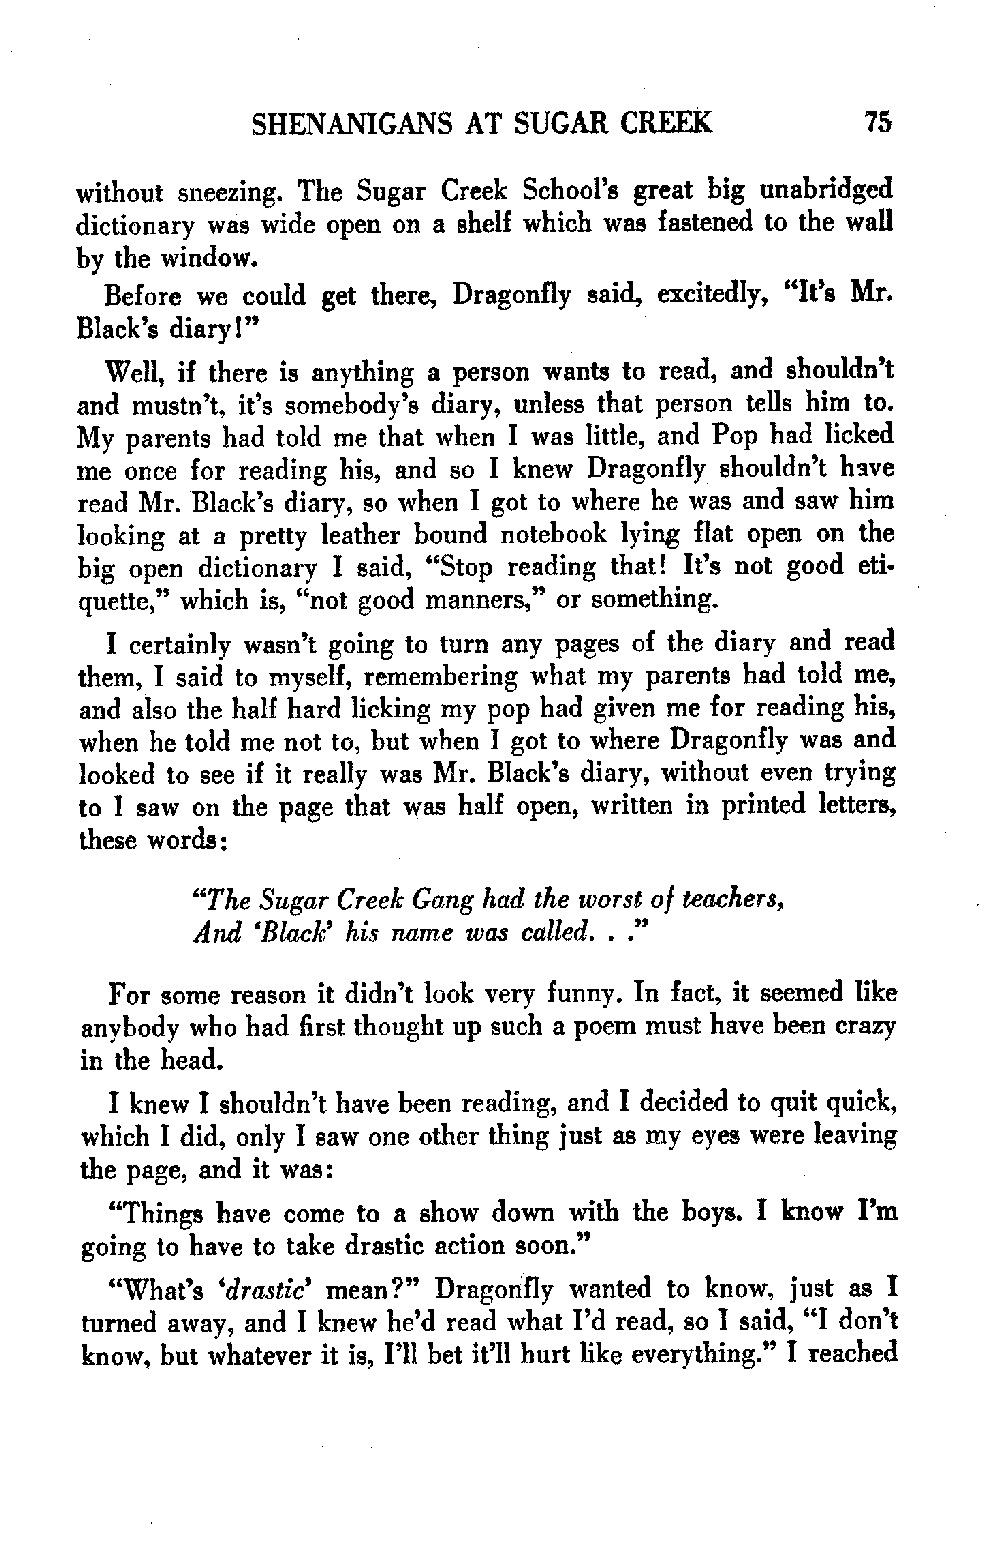 SHENANIGANS AT SUGAR CREEK 75
without sneezing. The Sugar Creek School's great big unabridged
dictionary was wide open on a shelf which was fastened to the wall
by the window.
Before we could get there, Dragonfly said, excitedly, “It's Mr.
Black's diary!”
Well, if there is anything a person wants to read, and shouldn't
and mustn't, it's somebody's diary, unless that person tells him to.
My parents had told me that when I was little, and Pop had licked
me once for reading his, and so I knew Dragonfly shouldn't have
read Mr. Black's diary, so when I got to where he was and saw him
looking at a pretty leather bound notebook lying flat open on the
big open dictionary I said, “Stop reading that! It's not good eti-
quette,” which is, “not good manners,” or something.
I certainly wasn't going to turn any pages of the diary and read
them, I said to myself, remembering what my parents had told me,
and also the half hard licking my pop had given me for reading his,
when he told me not to, but when I got to where Dragonfly was and
looked to see if it really was Mr. Black's diary, without even trying
to I saw on the page that was half open, written in printed letters,
these words:
“The Sugar Creek Gang had the worst of teachers,
And ‘Black’ his name was called. . .”
For some reason it didn't look very funny. In fact, it seemed like
anybody who had first thought up such a poem must have been crazy
in the head.
I knew I shouldn't have been reading, and I decided to quit quick,
which I did, only I saw one other thing just as my eyes were leaving
the page, and it was:
“Things have come to a show down with the boys. I know I'm
going to have to take drastic action soon.”
“What's ‘drastic’ mean?” Dragonfly wanted to know, just as I
turned away, and I knew he'd read what I'd read, so I said, “I don't
know, but whatever it is, I'll bet it'll hurt like everything.” I reached